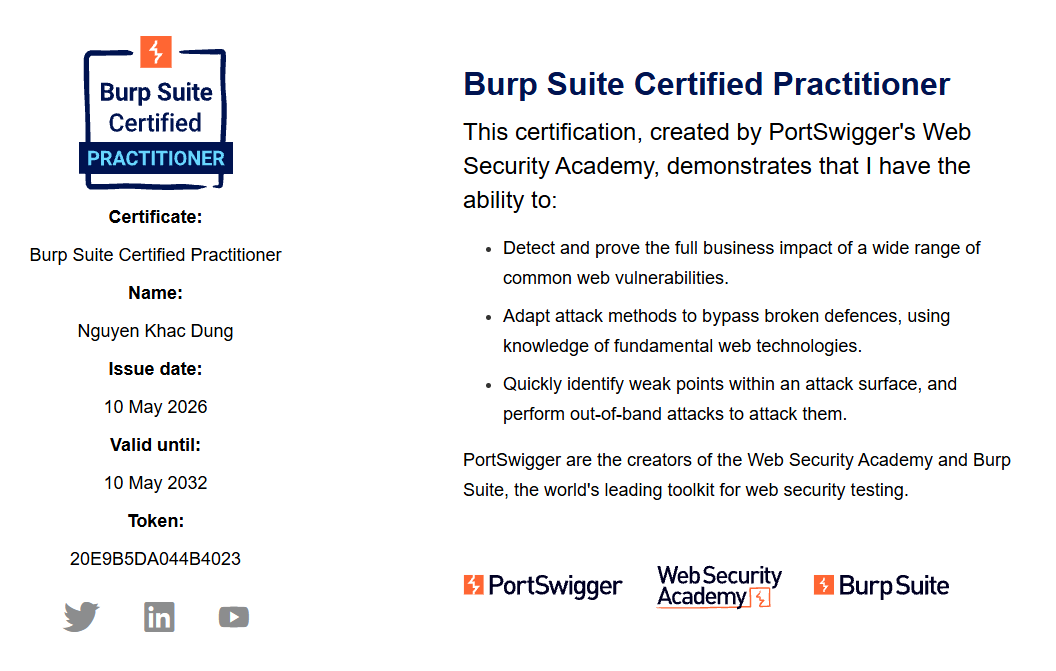 Burp Suite
Certified
PRACTITIONER
Certificate:
Burp Suite Certified Practitioner
Name:
Nguyen Khac Dung
Issue date:
10 May 2026
Valid until:
10 May 2032
Token:
20E9B5DA044B4023
Burp Suite Certified Practitioner
This certification, created by PortSwigger's Web
Security Academy, demonstrates that I have the
ability to:
• Detect and prove the full business impact of a wide range of
common web vulnerabilities.
• Adapt attack methods to bypass broken defences, using
knowledge of fundamental web technologies.
• Quickly identify weak points within an attack surface, and
perform out-of-band attacks to attack them.
PortSwigger are the creators of the Web Security Academy and Burp
Suite, the world's leading toolkit for web security testing.
PortSwigger
Web Security
Academy
Burp Suite
in